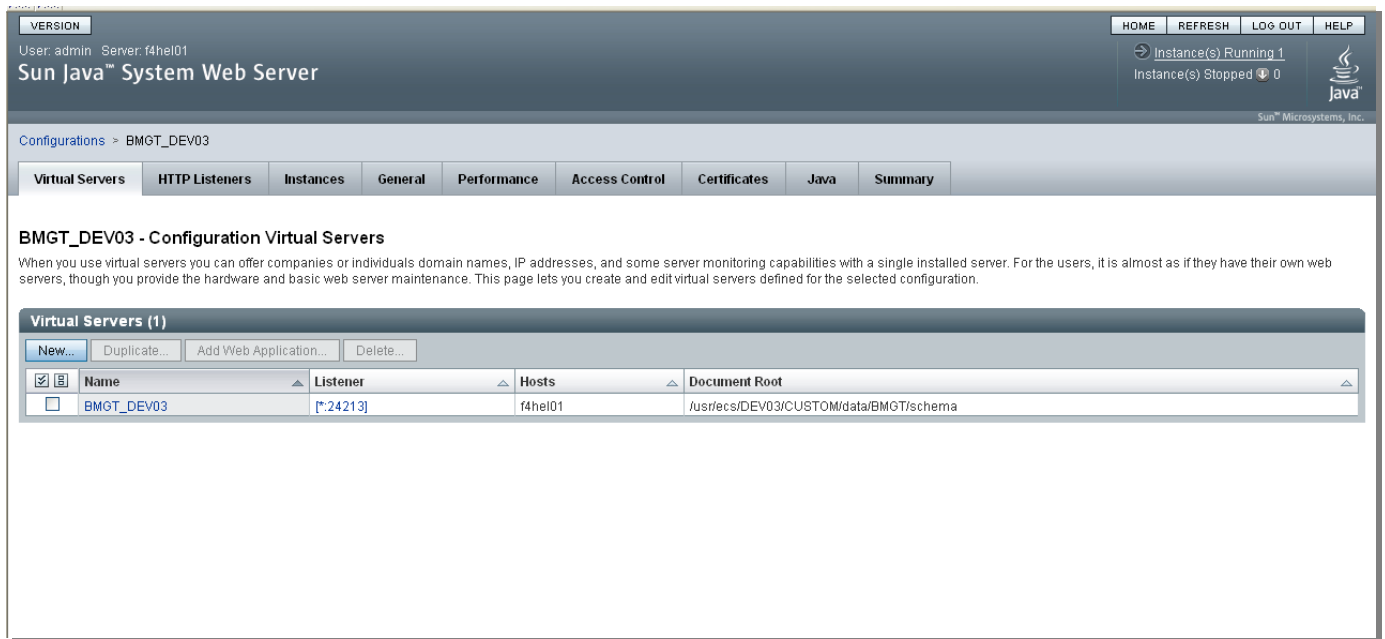 VERSION
HOME REFRESH LOG OUT HELP
User: admin Server: f4hel01
Sun Java™ System Web Server
Instance(s) Running 1
Instance(s) Stopped 0
Java™
Sun™ Microsystems, Inc.
Configurations > BMGT_DEV03
Virtual Servers HTTP Listeners Instances General Performance Access Control Certificates Java Summary
BMGT_DEV03 - Configuration Virtual Servers
When you use virtual servers you can offer companies or individuals domain names, IP addresses, and some server monitoring capabilities with a single installed server. For the users, it is almost as if they have their own web
servers, though you provide the hardware and basic web server maintenance. This page lets you create and edit virtual servers defined for the selected configuration.
Virtual Servers (1)
New... Duplicate... Add Web Application... Delete...
Name Listener Hosts Document Root
BMGT_DEV03 [*:24213] f4hel01 /usr/ecs/DEV03/CUSTOM/data/BMGT/schema